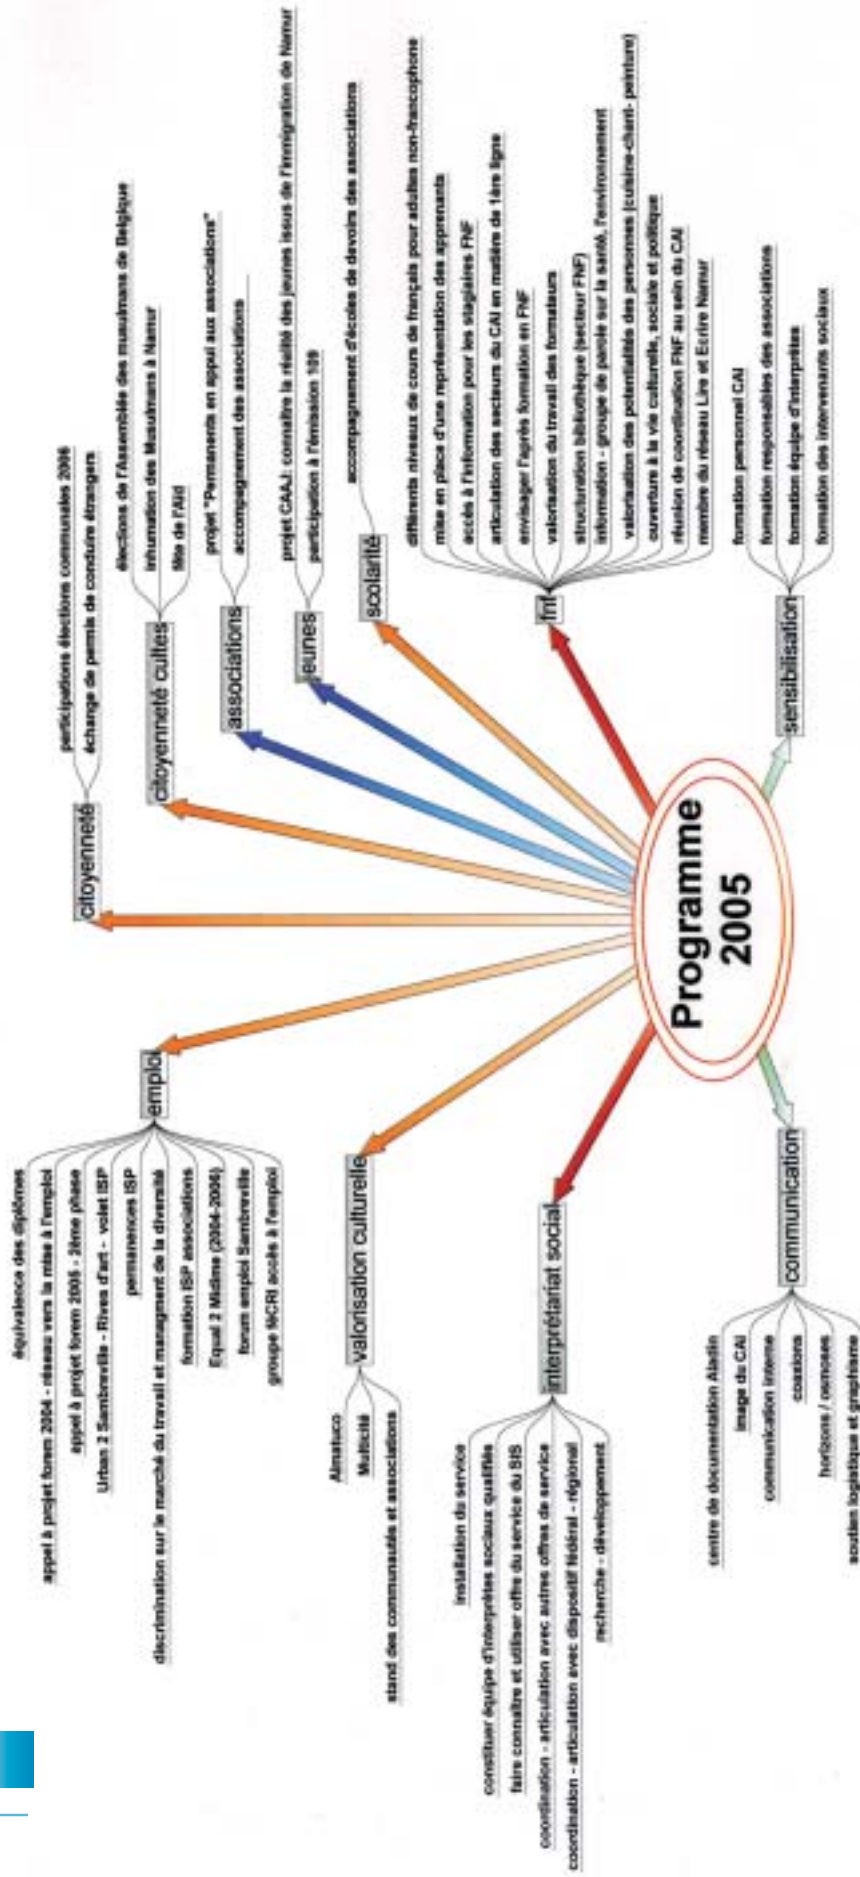 Programme
2005
communication
centre de documentation Aladin
image du CAI
communication interne
coaxions
horizons / osmoses
soutien logistique et graphisme
interprétariat social
installation du service
constituer équipe d'interprètes sociaux qualifiés
faire connaître et utiliser offre du service du SIS
coordination - articulation avec autres offres de service
coordination - articulation avec dispositif fédéral - régional
recherche - développement
valorisation culturelle
Almatuco
Multicité
stand des communautés et associations
emploi
équivalence des diplômes
appel à projet forem 2004 - réseau vers la mise à l'emploi
appel à projet forem 2005 - 2ème phase
Urban 2 Sambreville - Rives d'art - volet ISP
permanences ISP
discrimination sur le marché du travail et managment de la diversité
formation ISP associations
Equal 2 Midime (2004-2006)
forum emploi Sambreville
groupe féCRI accès à l'emploi
citoyenneté
participations élections communales 2006
échange de permis de conduire étrangers
citoyenneté cultes
élections de l'Assemblée des musulmans de Belgique
inhumation des Musulmans à Namur
fête de l'Aïd
associations
projet "Permanents en appui aux associations"
accompagnement des associations
jeunes
projet CAAJ: connaître la réalité des jeunes issus de l'immigration de Namur
participation à l'émission 109
scolarité
accompagnement d'écoles de devoirs des associations
fnf
différents niveaux de cours de français pour adultes non-francophone
mise en place d'une représentation des apprenants
accès à l'information pour les stagiaires FNF
articulation des secteurs du CAI en matière de 1ère ligne
envisager l'après formation en FNF
valorisation du travail des formateurs
structuration bibliothèque (secteur FNF)
information - groupe de parole sur la santé, l'environnement
valorisation des potentialités des personnes (cuisine-chant- peinture)
ouverture à la vie culturelle, sociale et politique
réunion de coordination FNF au sein du CAI
membre du réseau Lire et Ecrire Namur
sensibilisation
formation personnel CAI
formation responsables des associations
formation équipe d'interprètes
formation des intervenants sociaux